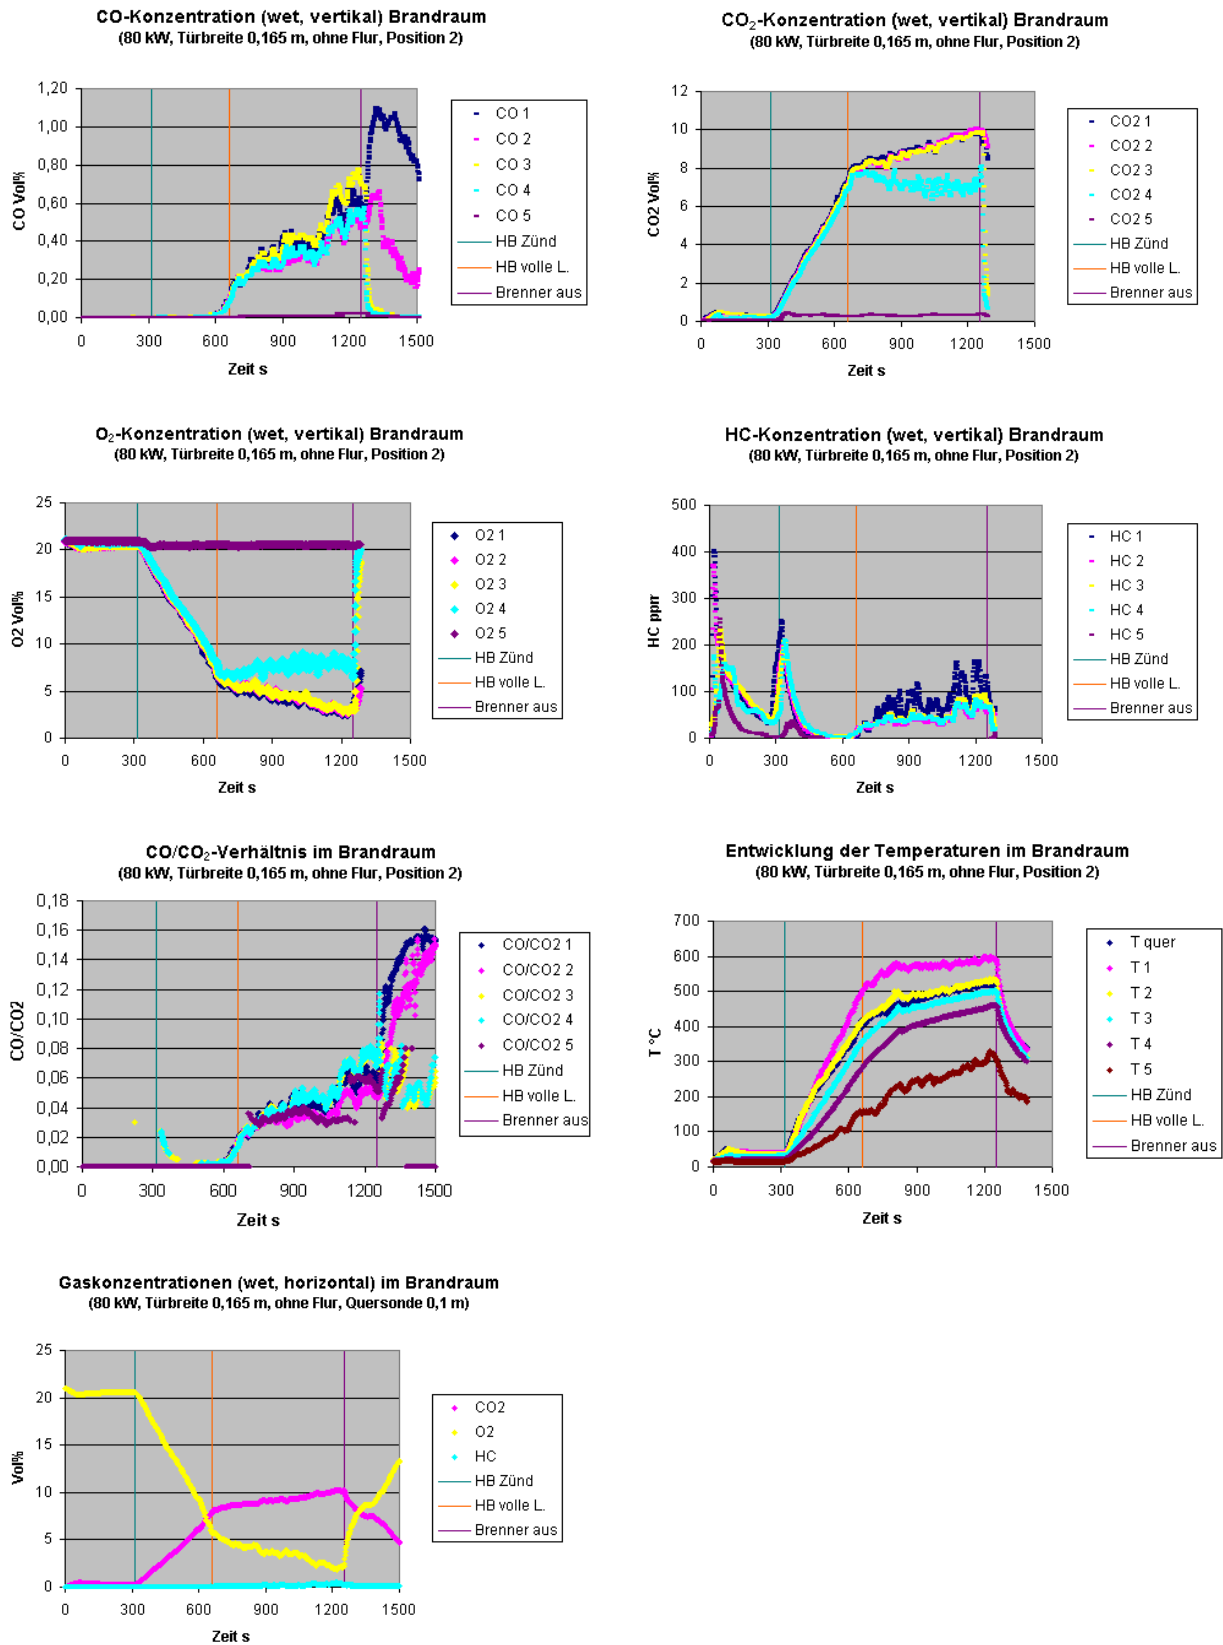 CO-Konzentration (wet, vertikal) Brandraum
(80 kW, Türbreite 0,165 m, ohne Flur, Position 2)
1,20
1,00
0,80
0,60
0,40
0,20
0,00
CO Vol%
0 300 600 900 1200 1500
Zeit s
CO 1
CO 2
CO 3
CO 4
CO 5
HB Zünd
HB volle L.
Brenner aus
CO₂-Konzentration (wet, vertikal) Brandraum
(80 kW, Türbreite 0,165 m, ohne Flur, Position 2)
12
10
8
6
4
2
0
CO2 Vol%
0 300 600 900 1200 1500
Zeit s
CO2 1
CO2 2
CO2 3
CO2 4
CO2 5
HB Zünd
HB volle L.
Brenner aus
O₂-Konzentration (wet, vertikal) Brandraum
(80 kW, Türbreite 0,165 m, ohne Flur, Position 2)
25
20
15
10
5
0
O2 Vol%
0 300 600 900 1200 1500
Zeit s
O2 1
O2 2
O2 3
O2 4
O2 5
HB Zünd
HB volle L.
Brenner aus
HC-Konzentration (wet, vertikal) Brandraum
(80 kW, Türbreite 0,165 m, ohne Flur, Position 2)
500
400
300
200
100
0
HC ppm
0 300 600 900 1200 1500
Zeit s
HC 1
HC 2
HC 3
HC 4
HC 5
HB Zünd
HB volle L.
Brenner aus
CO/CO₂-Verhältnis im Brandraum
(80 kW, Türbreite 0,165 m, ohne Flur, Position 2)
0,18
0,16
0,14
0,12
0,10
0,08
0,06
0,04
0,02
0,00
CO/CO2
0 300 600 900 1200 1500
Zeit s
CO/CO2 1
CO/CO2 2
CO/CO2 3
CO/CO2 4
CO/CO2 5
HB Zünd
HB volle L.
Brenner aus
Entwicklung der Temperaturen im Brandraum
(80 kW, Türbreite 0,165 m, ohne Flur, Position 2)
700
600
500
400
300
200
100
0
T °C
0 300 600 900 1200 1500
Zeit s
T quer
T 1
T 2
T 3
T 4
T 5
HB Zünd
HB volle L.
Brenner aus
Gaskonzentrationen (wet, horizontal) im Brandraum
(80 kW, Türbreite 0,165 m, ohne Flur, Quersonde 0,1 m)
25
20
15
10
5
0
Vol%
0 300 600 900 1200 1500
Zeit s
CO2
O2
HC
HB Zünd
HB volle L.
Brenner aus